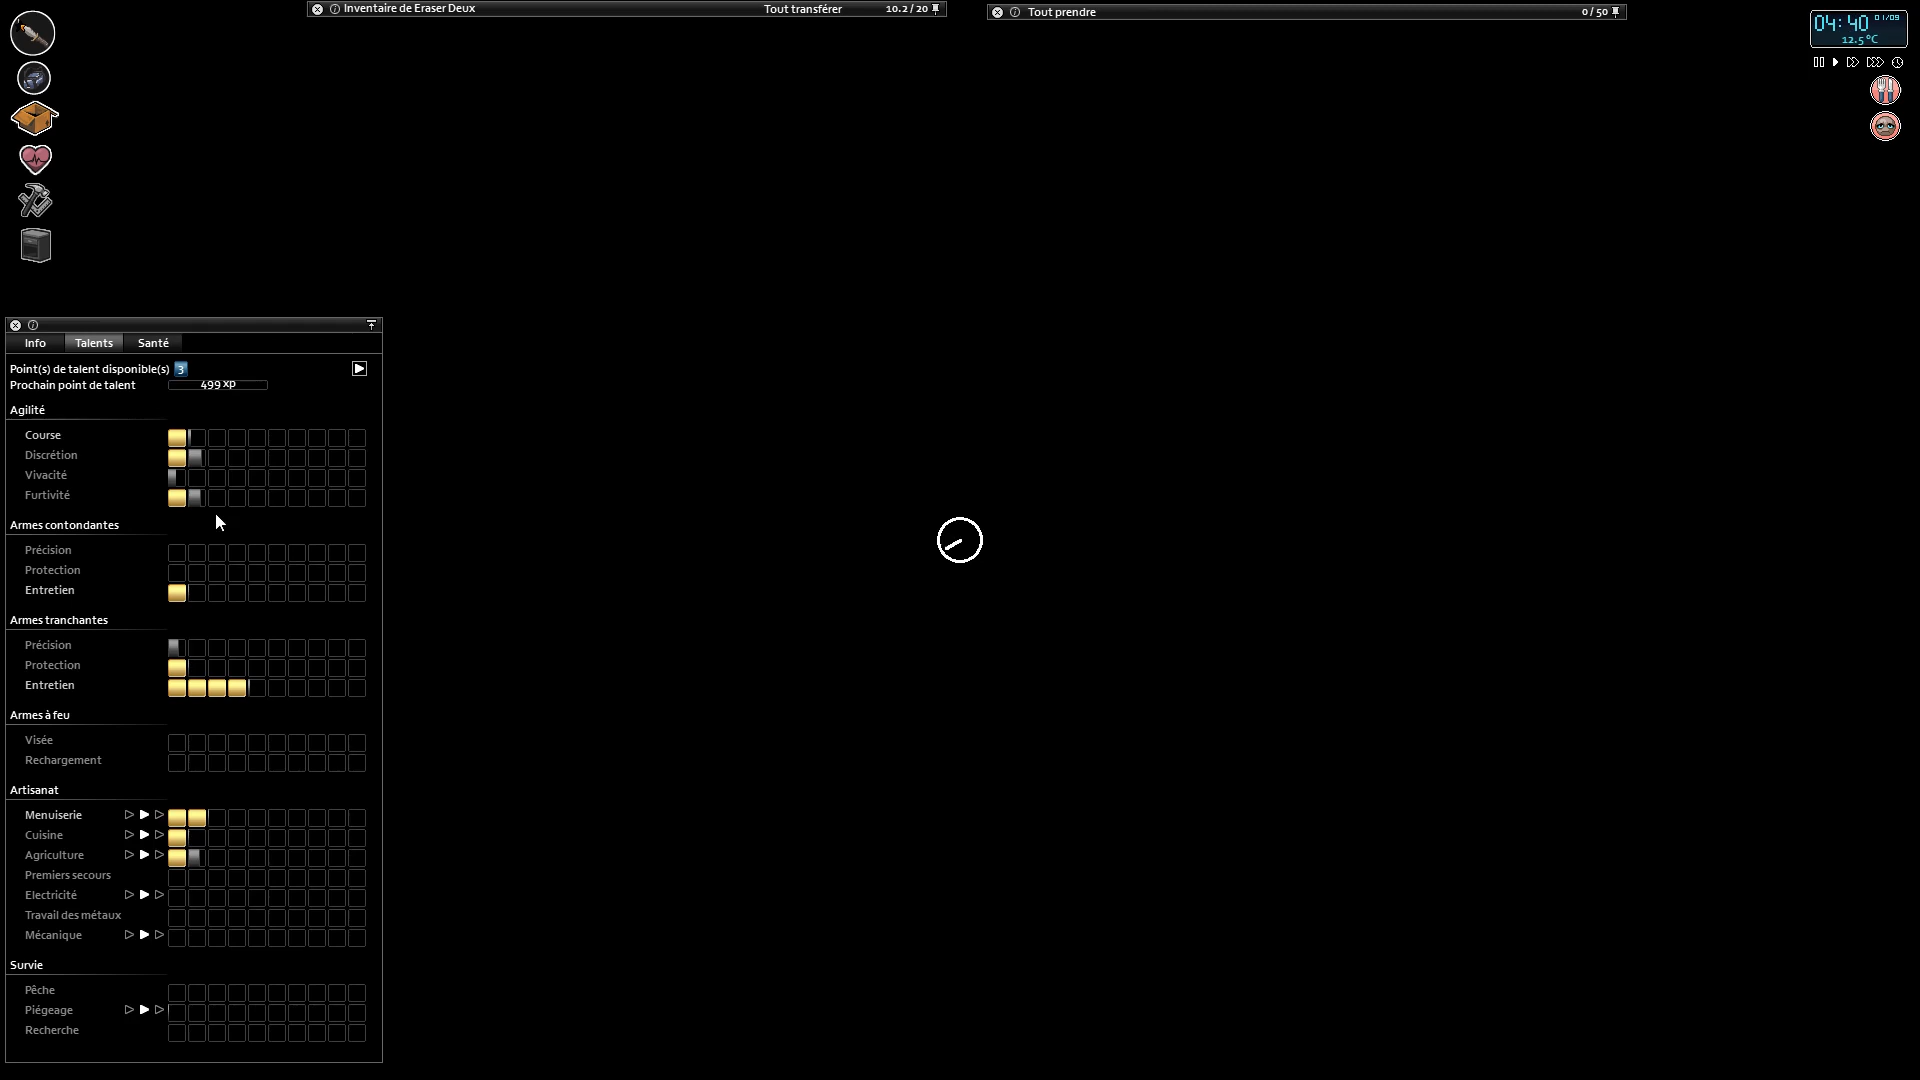 Inventaire de Eraser Deux Tout transférer 10.2 / 20
Tout prendre 0 / 50
04:40 01/09
12.5°C
Info Talents Santé
Point(s) de talent disponible(s) 3
Prochain point de talent 499 xp
Agilité
Course
Discrétion
Vivacité
Furtivité
Armes contondantes
Précision
Protection
Entretien
Armes tranchantes
Précision
Protection
Entretien
Armes à feu
Visée
Rechargement
Artisanat
Menuiserie
Cuisine
Agriculture
Premiers secours
Electricité
Travail des métaux
Mécanique
Survie
Pêche
Piégeage
Recherche